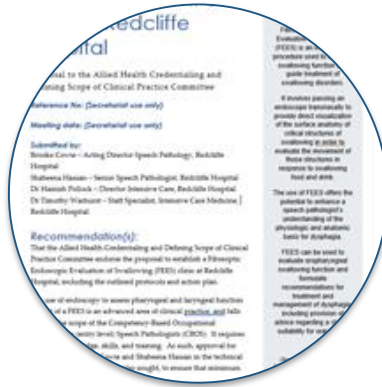 Redcliffe
ital
al to the Allied Health Credentialing and
fining Scope of Clinical Practice Committee
Reference No: (Secretariat use only)
Meeting date: (Secretariat use only)
Submitted by:
Brooke Cowie – Acting Director Speech Pathology, Redcliffe
Hospital
Shaheena Hassan – Senior Speech Pathologist, Redcliffe Hospital
Dr Hamish Pollock – Director Intensive Care, Redcliffe Hospital
Dr Timothy – Staff Specialist, Intensive Care Medicine,
Redcliffe Hospital
Recommendation(s):
That the Allied Health Credentialing and Defining Scope of Clinical
Practice Committee endorse the proposal to establish a Fibreoptic
Endoscopic Evaluation of Swallowing (FEES) clinic at Redcliffe
Hospital, including the outlined protocols and action plan.
use of endoscopy to assess pharyngeal and laryngeal function
of a FEES is an advanced area of clinical practice and falls
scope of the Competency-Based Occupational
entry level; Speech Pathologists (CBOS). It requires
skills, and training. As such, approval for
Cowie and Shaheena Hassan in the technical
sought, to ensure that minimum
Evaluation
(FEES) is an
procedure used to
swallowing function
guide treatment of
swallowing disorders.
It involves passing an
endoscope transnasally to
provide direct visualization
of the surface anatomy of
critical structures of
swallowing in order to
evaluate the movement of
those structures in
response to swallowing
food and drink.
The use of FEES offers the
potential to enhance a
speech pathologist's
understanding of the
physiologic and anatomic
basis for dysphagia.
FEES can be used to
evaluate oropharyngeal
swallowing function and
formulate
recommendations for
treatment and
management of dysphagia
including provision of
advice regarding a
suitability for